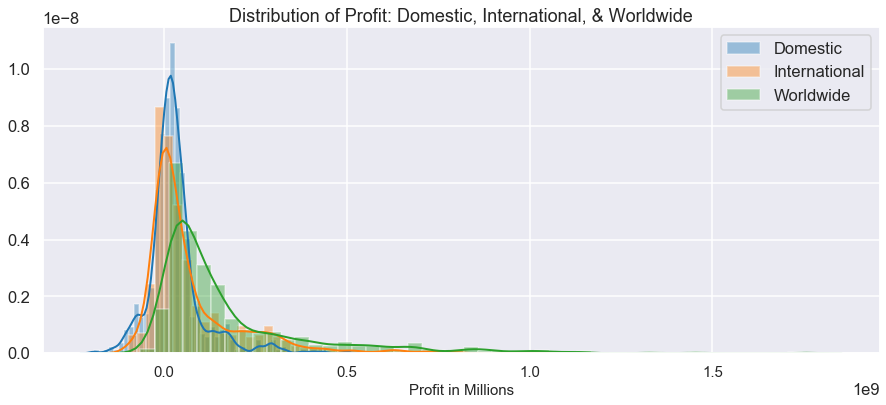 Distribution of Profit: Domestic, International, & Worldwide
1e−8
Domestic
International
Worldwide
1.0
0.8
0.6
0.4
0.2
0.0
0.0 0.5 1.0 1.5
Profit in Millions
1e9